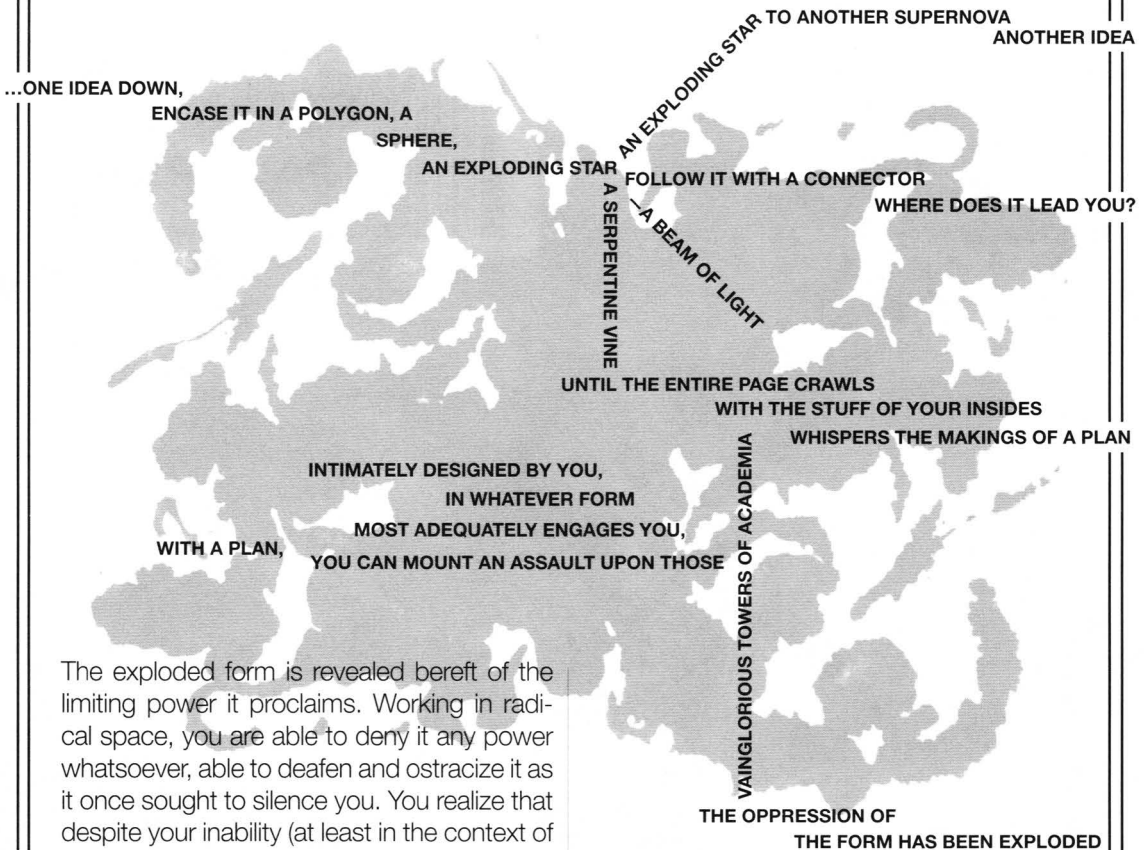 ...ONE IDEA DOWN,
ENCASE IT IN A POLYGON, A
SPHERE,
AN EXPLODING STAR
AN EXPLODING STAR
TO ANOTHER SUPERNOVA
ANOTHER IDEA
FOLLOW IT WITH A CONNECTOR
WHERE DOES IT LEAD YOU?
—A BEAM OF LIGHT
A SERPENTINE VINE
UNTIL THE ENTIRE PAGE CRAWLS
WITH THE STUFF OF YOUR INSIDES
WHISPERS THE MAKINGS OF A PLAN
INTIMATELY DESIGNED BY YOU,
IN WHATEVER FORM
MOST ADEQUATELY ENGAGES YOU,
WITH A PLAN,
YOU CAN MOUNT AN ASSAULT UPON THOSE
VAINGLORIOUS TOWERS OF ACADEMIA
THE OPPRESSION OF
THE FORM HAS BEEN EXPLODED
The exploded form is revealed bereft of the
limiting power it proclaims. Working in radi-
cal space, you are able to deny it any power
whatsoever, able to deafen and ostracize it as
it once sought to silence you. You realize that
despite your inability (at least in the context of